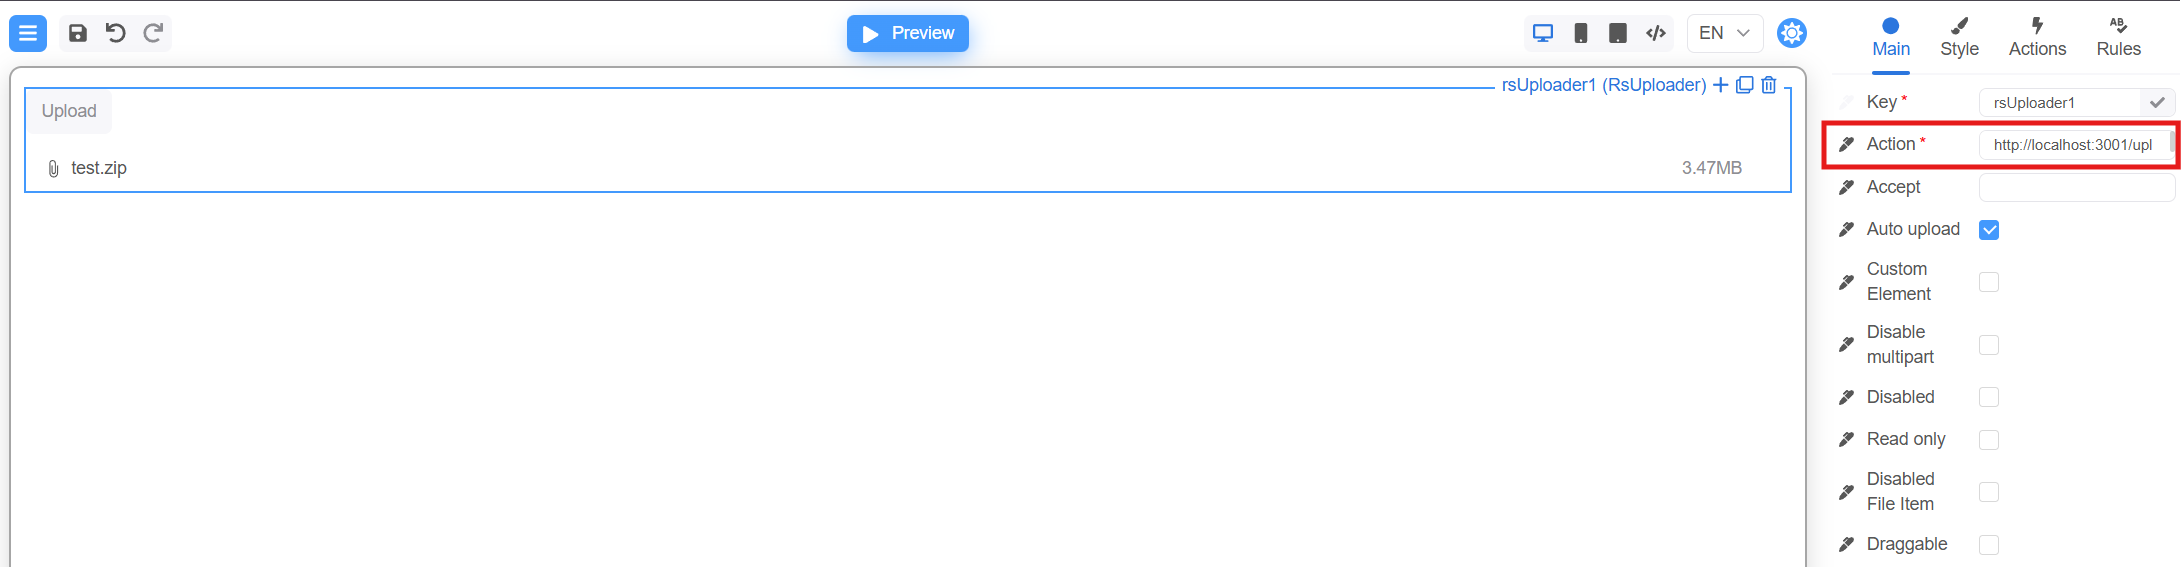 Preview
EN
Main
Style
Actions
Rules
rsUploader1 (RsUploader)
Upload
test.zip
3.47MB
Key *
rsUploader1
Action *
http://localhost:3001/upl
Accept
Auto upload
Custom
Element
Disable
multipart
Disabled
Read only
Disabled
File Item
Draggable